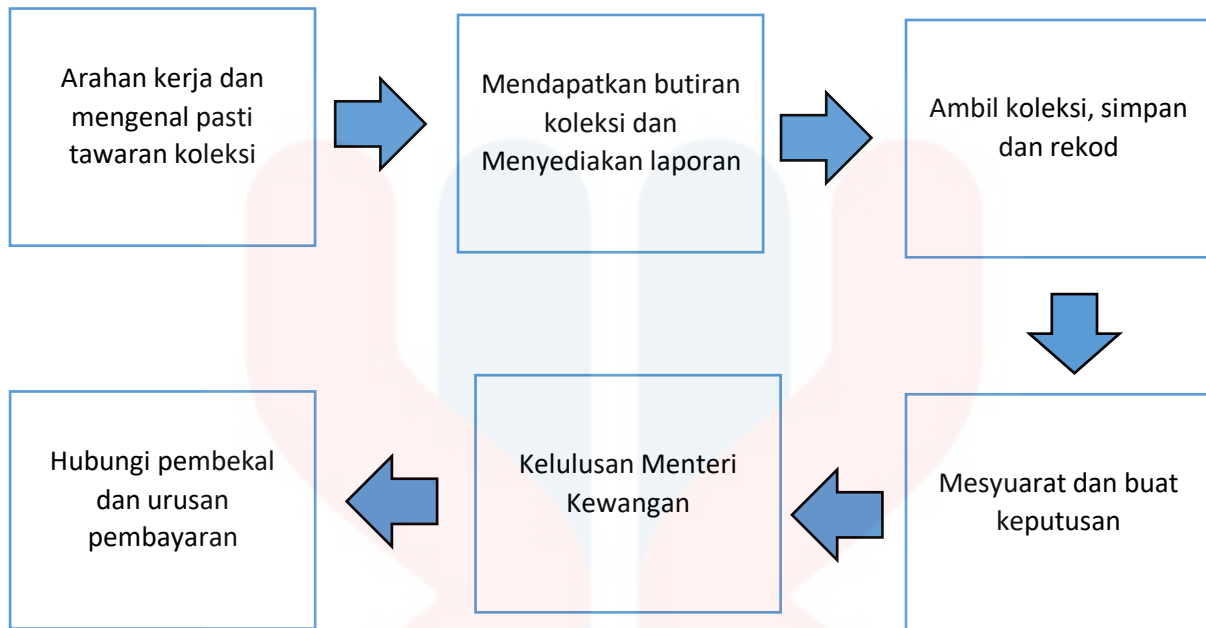 Arahan kerja dan
mengenal pasti
tawaran koleksi
Mendapatkan butiran
koleksi dan
Menyediakan laporan
Ambil koleksi, simpan
dan rekod
Mesyuarat dan buat
keputusan
Kelulusan Menteri
Kewangan
Hubungi pembekal
dan urusan
pembayaran